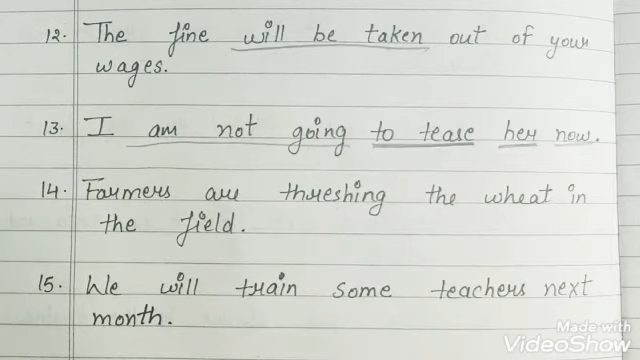 12. The fine will be taken out of your
wages.
13. I am not going to tease her now.
14. Farmers are threshing the wheat in
the field.
15. We will train some teachers next
month.
Made with
VideoShow